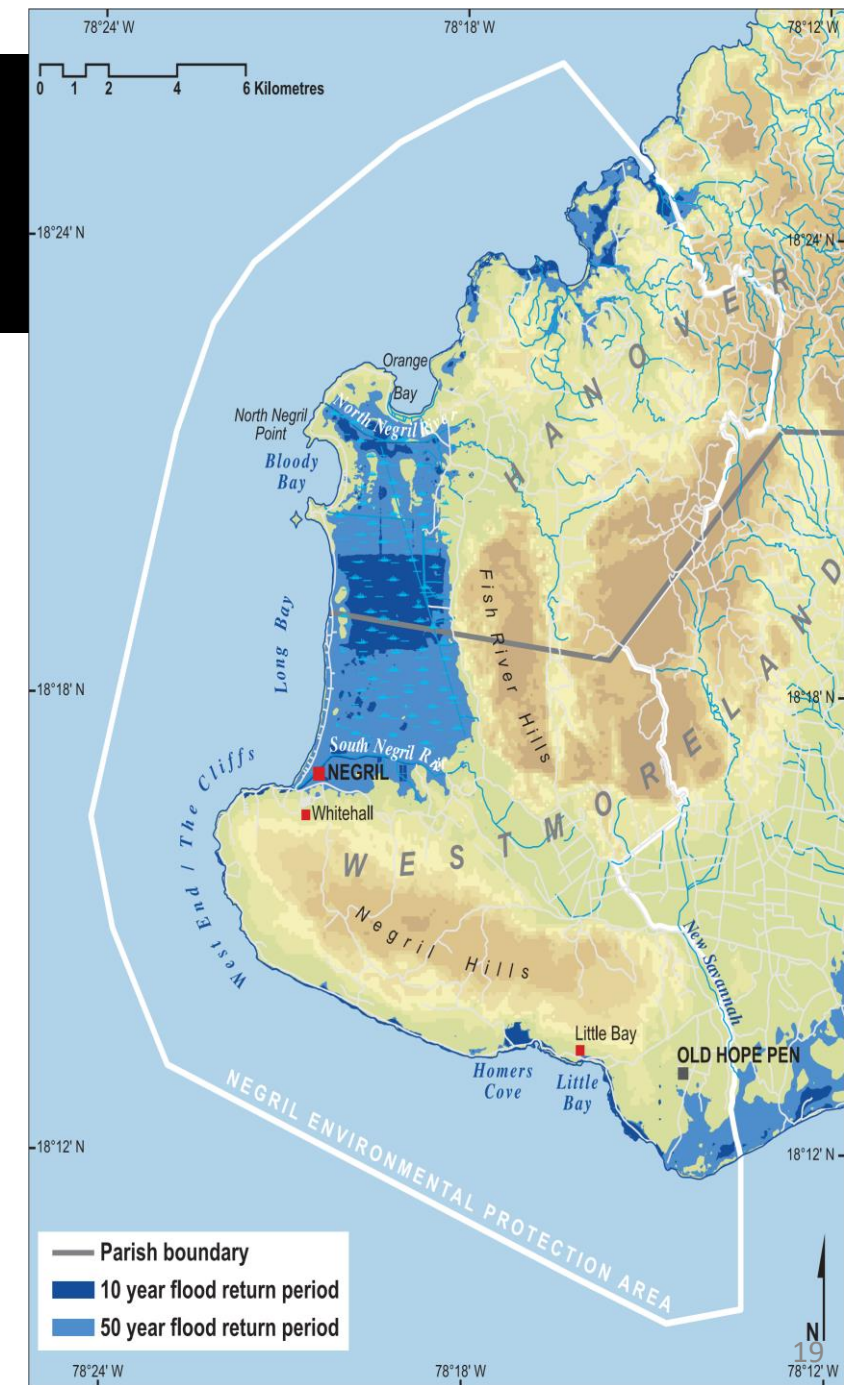 78°24' W
78°18' W
78°12' W
0 1 2 4 6 Kilometres
18°24' N
18°24' N
HANOVER
Orange
Bay
North Negril River
North Negril
Point
Bloody
Bay
Fish River Hills
Long Bay
18°18' N
18°18' N
WESTMORELAND
South Negril R
NEGRIL
Whitehall
West End / The Cliffs
Negril Hills
New Savannah
Little Bay
OLD HOPE PEN
Homers
Cove
Little
Bay
NEGRIL ENVIRONMENTAL PROTECTION AREA
18°12' N
18°12' N
Parish boundary
10 year flood return period
50 year flood return period
N
19
78°24' W
78°18' W
78°12' W